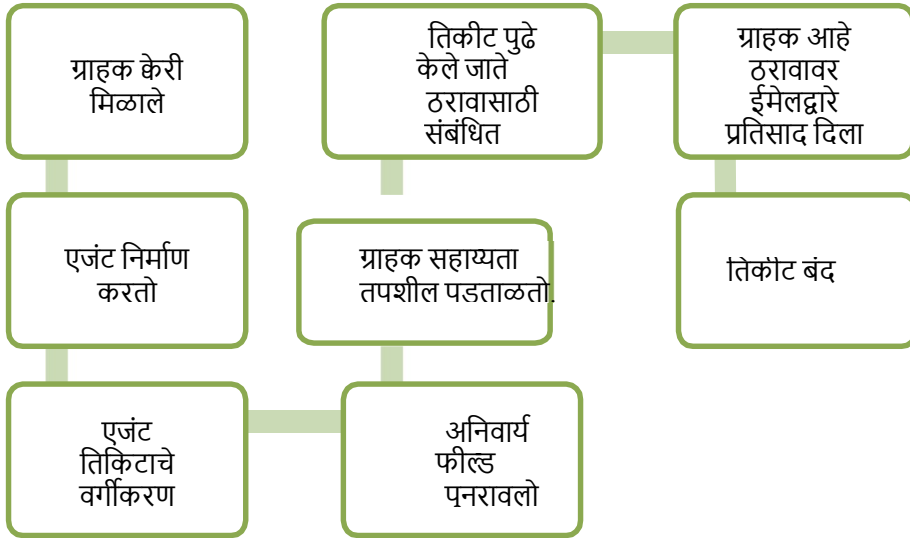 ग्राहक क्वेरी
मिळाले
एजंट निर्माण
करतो
एजंट
तिकिटाचे
वर्गीकरण
अनिवार्य
फील्ड
पुनरावलो
ग्राहक सहाय्यता
तपशील पडताळतो.
तिकीट पुढे
केले जाते
ठरावासाठी
संबंधित
ग्राहक आहे
ठरावावर
ईमेलद्वारे
प्रतिसाद दिला
तिकीट बंद